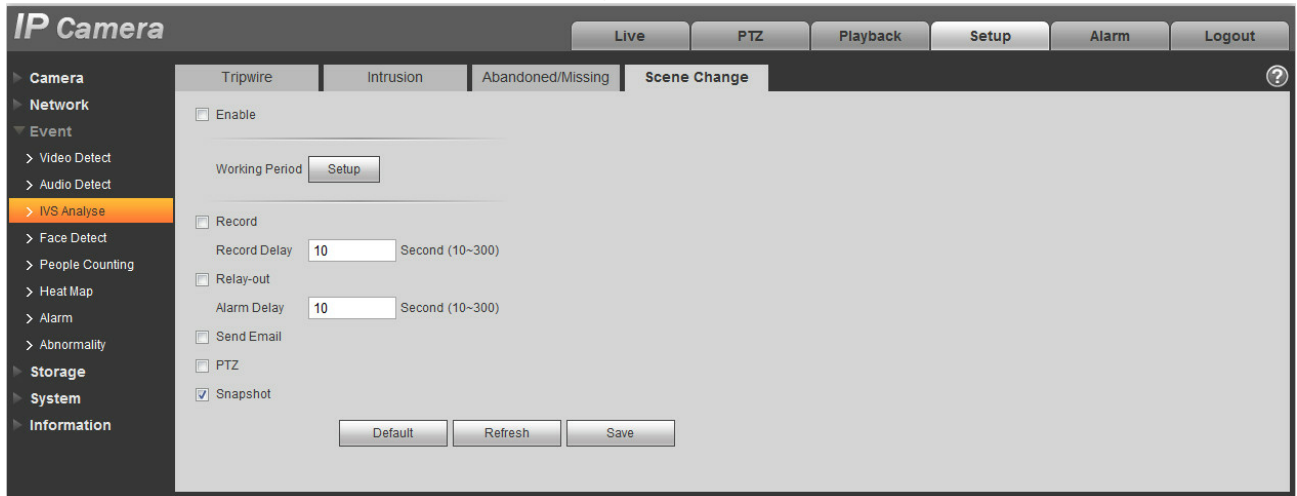 IP Camera
Live PTZ Playback Setup Alarm Logout
Camera
Network
Event
Video Detect
Audio Detect
IVS Analyse
Face Detect
People Counting
Heat Map
Alarm
Abnormality
Storage
System
Information
Tripwire Intrusion Abandoned/Missing Scene Change ?
Enable
Working Period Setup
Record
Record Delay 10 Second (10~300)
Relay-out
Alarm Delay 10 Second (10~300)
Send Email
PTZ
Snapshot
Default Refresh Save